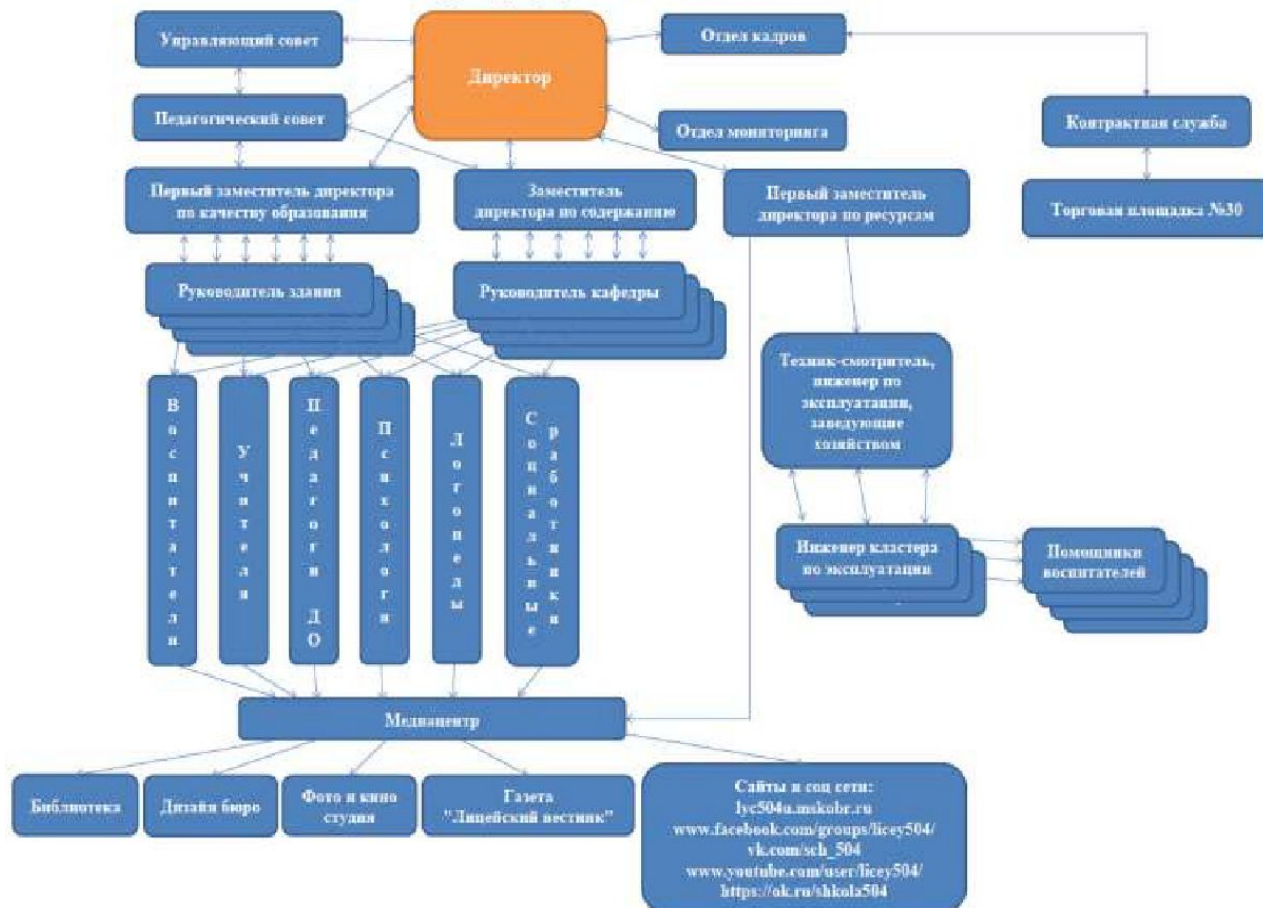 Управляющий совет
Директор
Отдел кадров
Педагогический совет
Отдел мониторинга
Контрактная служба
Первый заместитель директора
по качеству образования
Заместитель
директора по содержанию
Первый заместитель
директора по ресурсам
Торговая площадка №30
Руководитель здания
Руководитель кафедры
Техник-смотритель,
инженер по
эксплуатации,
заведующие
хозяйством
Воспитатели
Учителя
Педагоги ДО
Психологи
Логопеды
Социальные
работники
Инженер кластера
по эксплуатации
Помощники
воспитателей
Медиацентр
Библиотека
Дизайн бюро
Фото и кино
студия
Газета
"Лицейский вестник"
Сайты и соц сети:
lyc504u.mskobr.ru
www.facebook.com/groups/licey504/
vk.com/sch_504
www.youtube.com/user/licey504/
https://ok.ru/shkola504